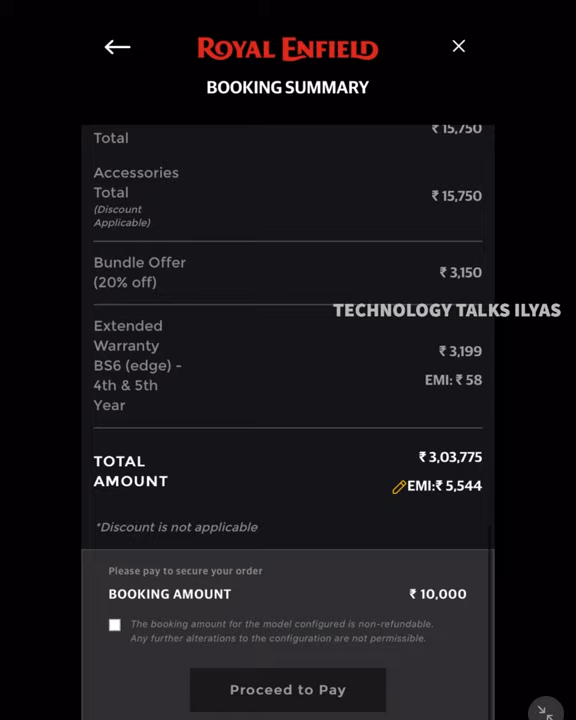 ROYAL ENFIELD
BOOKING SUMMARY
Total
₹ 15,750
Accessories
Total
(Discount
Applicable)
₹ 15,750
Bundle Offer
(20% off)
₹ 3,150
TECHNOLOGY TALKS ILYAS
Extended
Warranty
BS6 (edge) -
4th & 5th
Year
₹ 3,199
EMI: ₹ 58
TOTAL
AMOUNT
₹ 3,03,775
EMI:₹ 5,544
*Discount is not applicable
Please pay to secure your order
BOOKING AMOUNT ₹ 10,000
The booking amount for the model configured is non-refundable.
Any further alterations to the configuration are not permissible.
Proceed to Pay